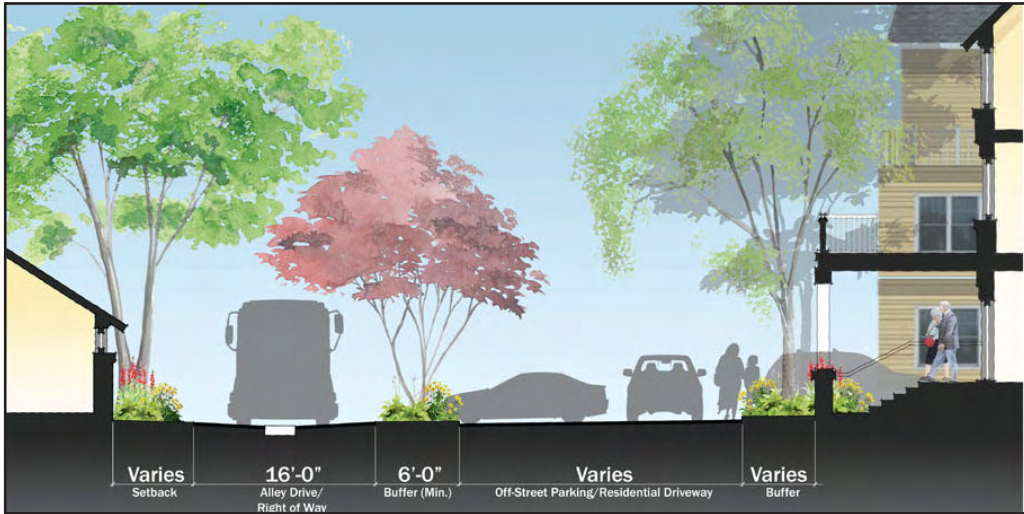 Varies
Setback
16'-0"
Alley Drive/
Right of Way
6'-0"
Buffer (Min.)
Varies
Off-Street Parking/Residential Driveway
Varies
Buffer